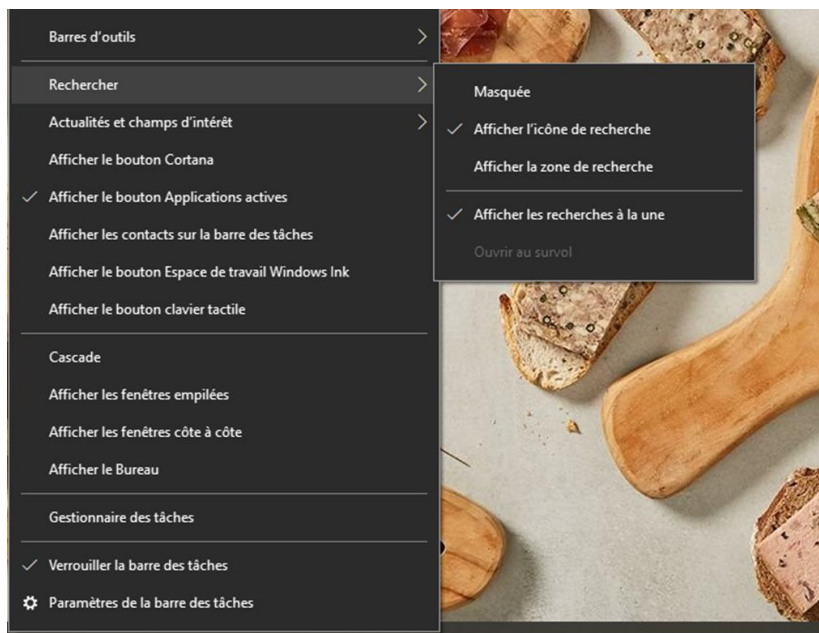 Barres d'outils
Rechercher
Actualités et champs d'intérêt
Afficher le bouton Cortana
Afficher le bouton Applications actives
Afficher les contacts sur la barre des tâches
Afficher le bouton Espace de travail Windows Ink
Afficher le bouton clavier tactile
Cascade
Afficher les fenêtres empilées
Afficher les fenêtres côte à côte
Afficher le Bureau
Gestionnaire des tâches
Verrouiller la barre des tâches
Paramètres de la barre des tâches
Masquée
Afficher l'icône de recherche
Afficher la zone de recherche
Afficher les recherches à la une
Ouvrir au survol